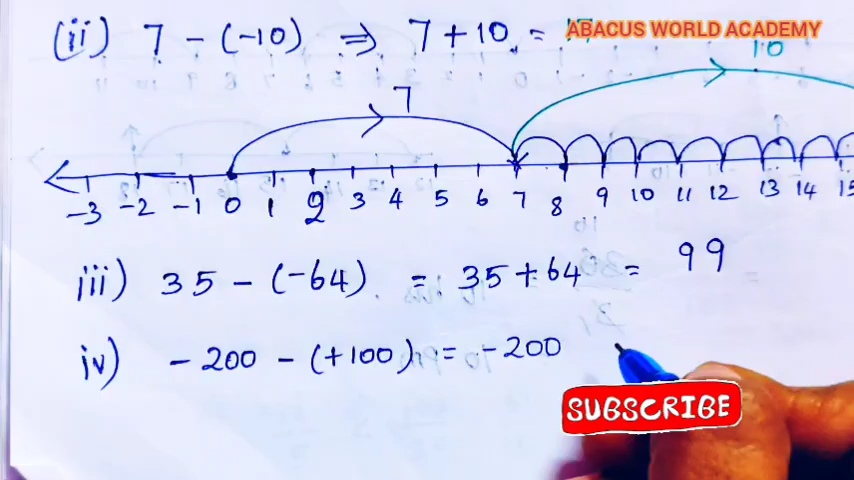 ABACUS WORLD ACADEMY
(ii) 7 - (-10) ⇒ 7 + 10 =
10
7
-3 -2 -1 0 1 2 3 4 5 6 7 8 9 10 11 12 13 14 15
iii) 35 - (-64) = 35 + 64 = 99
iv) - 200 - (+100) = -200
SUBSCRIBE